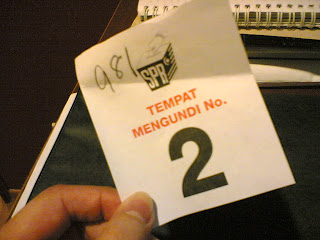 981
SPR
TEMPAT
MENGUNDI No.
2